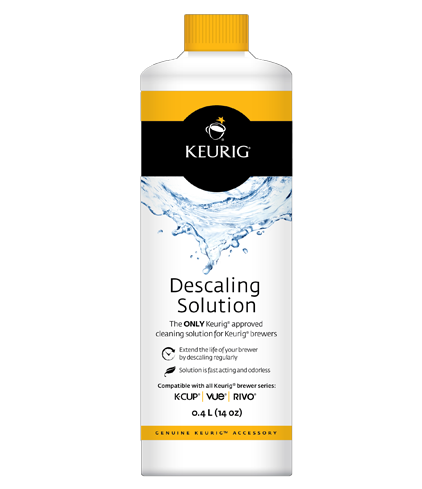 KEURIG®
Descaling
Solution
The ONLY Keurig® approved
cleaning solution for Keurig® brewers
Extend the life of your brewer
by descaling regularly
Solution is fast acting and odorless
Compatible with all Keurig® brewer series:
K-CUP® | vue® | RIVO®
0.4 L (14 oz)
GENUINE KEURIG™ ACCESSORY